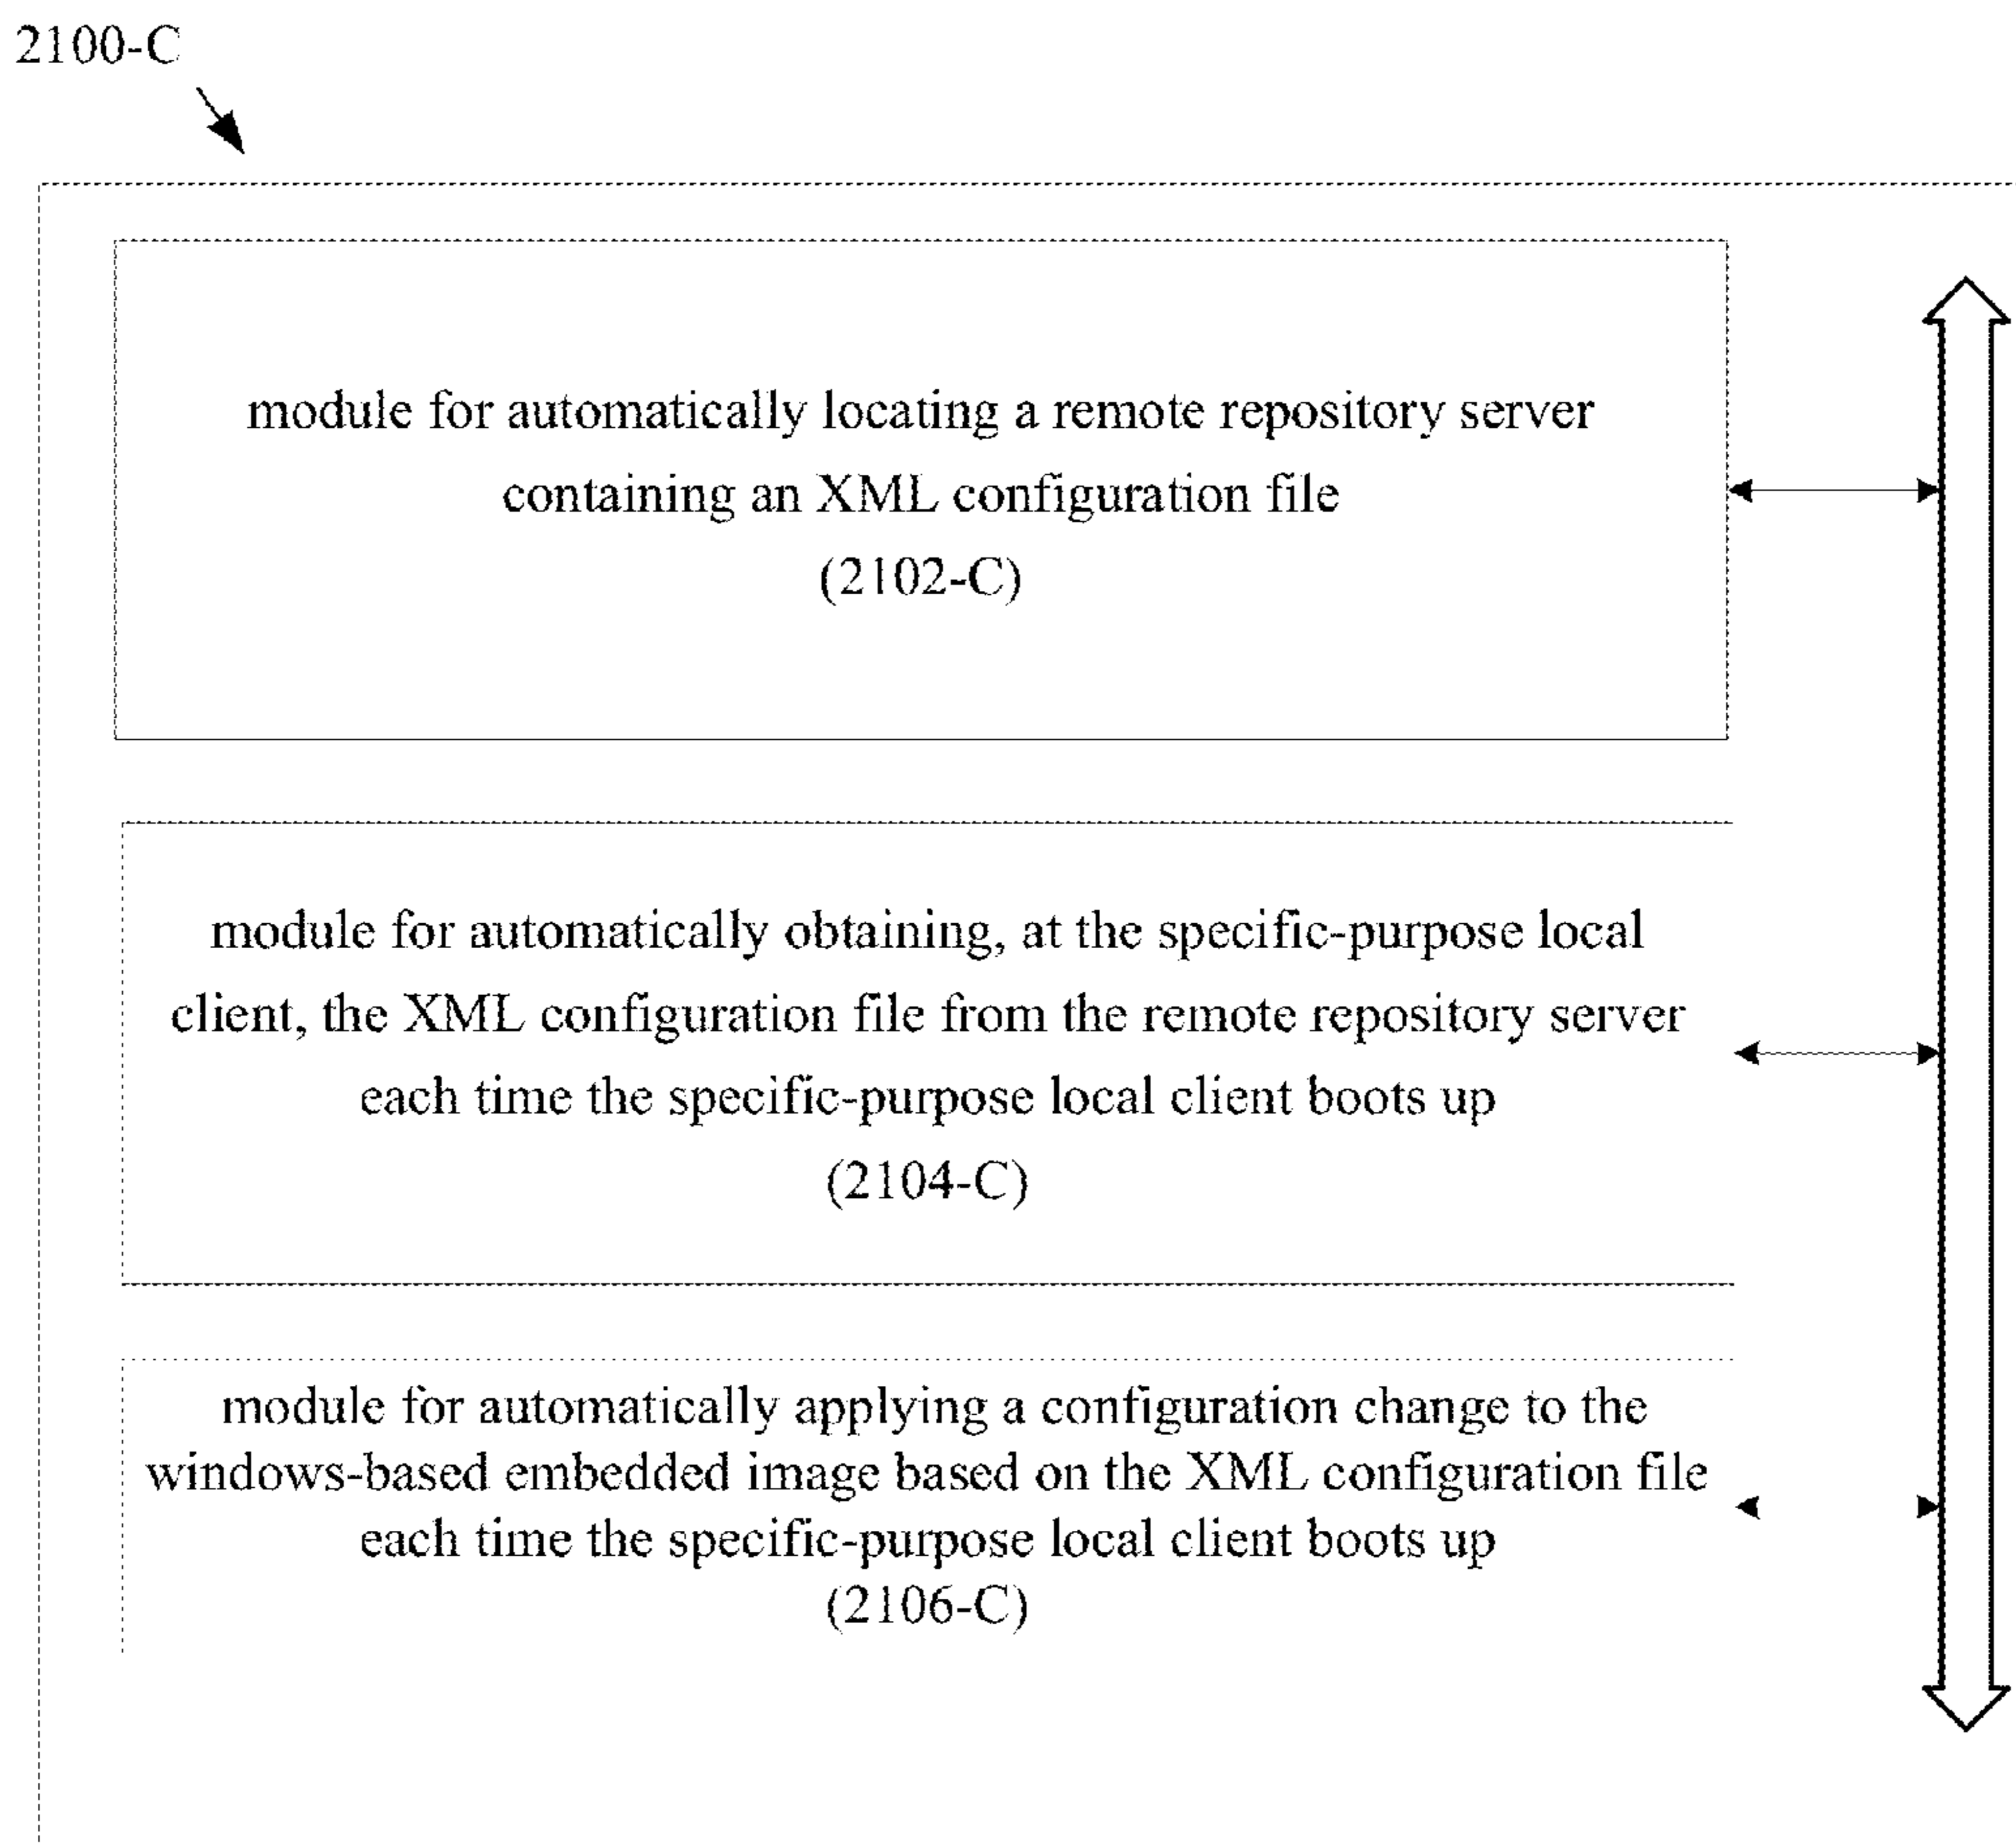 2100-C
module for automatically locating a remote repository server
containing an XML configuration file
(2102-C)
module for automatically obtaining, at the specific-purpose local
client, the XML configuration file from the remote repository server
each time the specific-purpose local client boots up
(2104-C)
module for automatically applying a configuration change to the
windows-based embedded image based on the XML configuration file
each time the specific-purpose local client boots up
(2106-C)